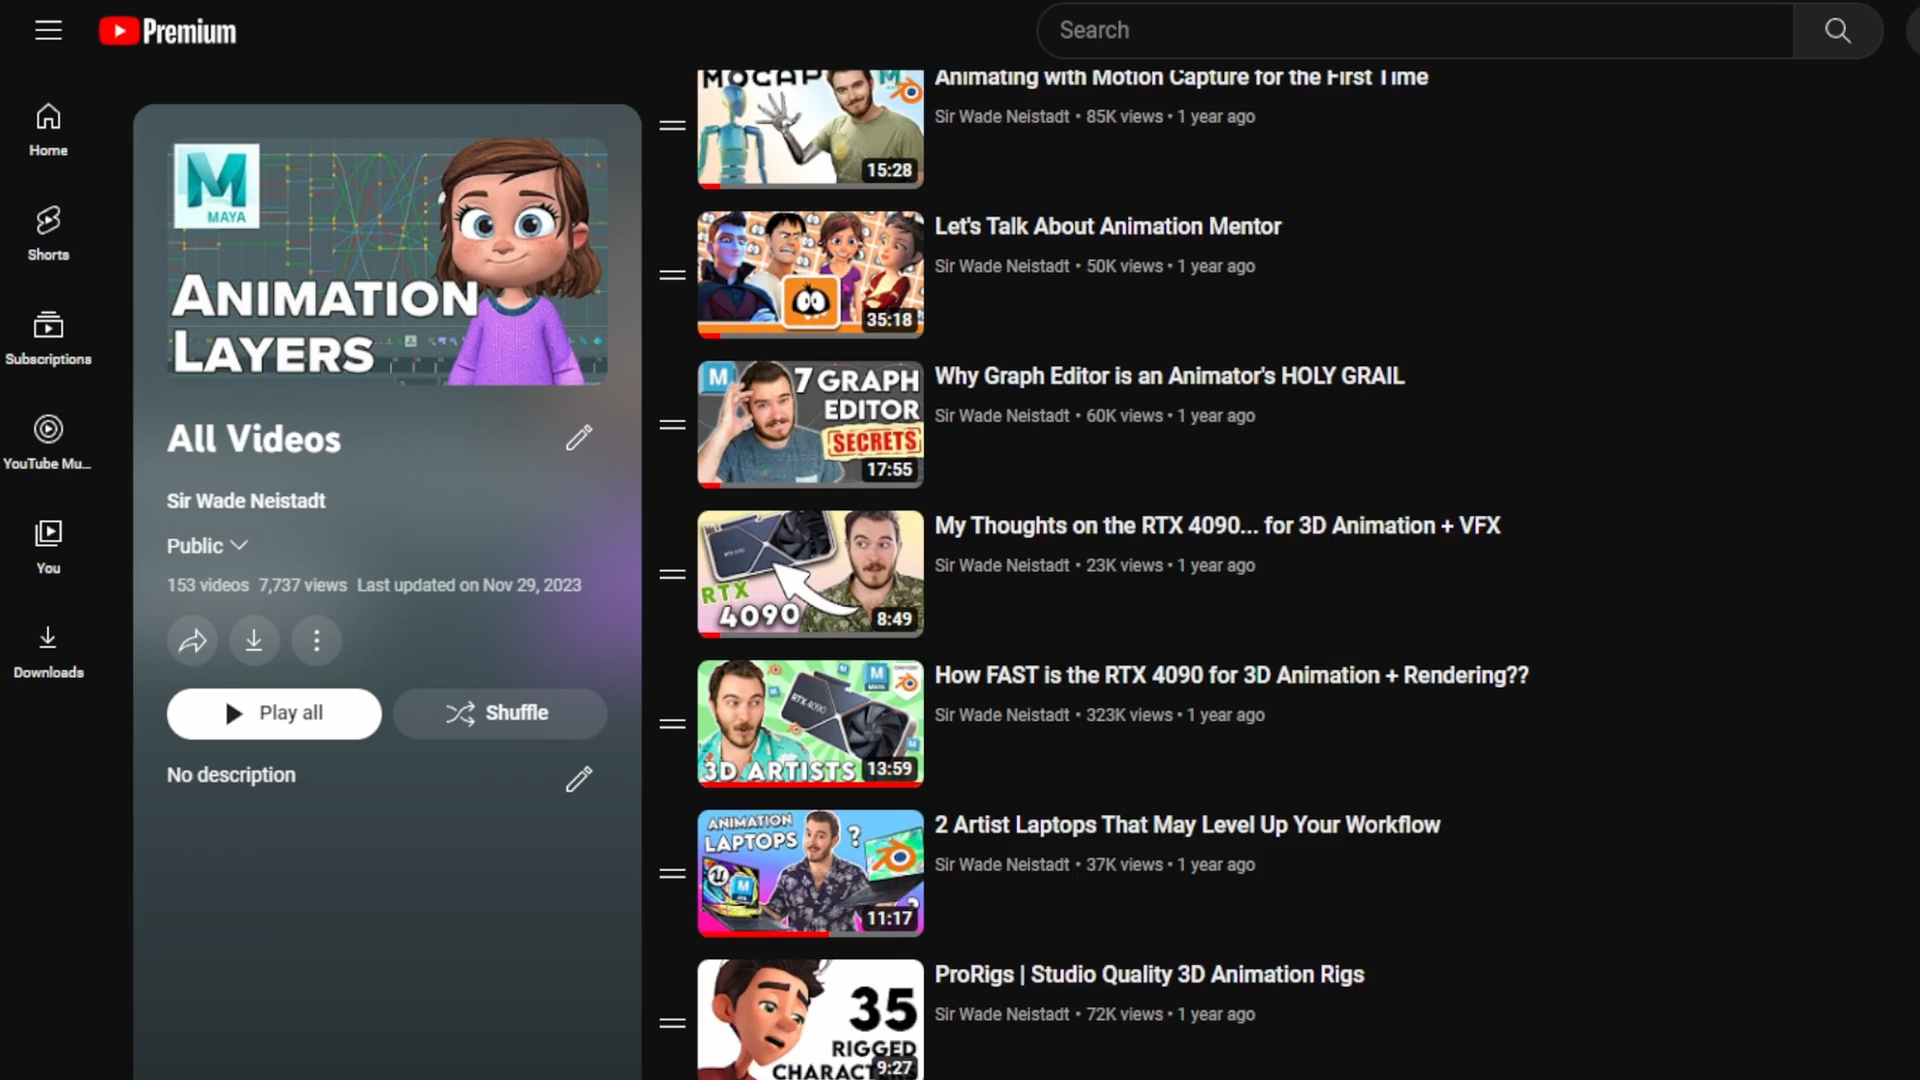 Premium
Search
Home
Shorts
Subscriptions
YouTube Mu...
You
Downloads
M
MAYA
ANIMATION
LAYERS
All Videos
Sir Wade Neistadt
Public
153 videos 7,737 views Last updated on Nov 29, 2023
Play all
Shuffle
No description
MOCAP
M
15:28
Animating with Motion Capture for the First Time
Sir Wade Neistadt • 85K views • 1 year ago
35:18
Let's Talk About Animation Mentor
Sir Wade Neistadt • 50K views • 1 year ago
M
7 GRAPH
EDITOR
SECRETS
17:55
Why Graph Editor is an Animator's HOLY GRAIL
Sir Wade Neistadt • 60K views • 1 year ago
RTX
4090
8:49
My Thoughts on the RTX 4090... for 3D Animation + VFX
Sir Wade Neistadt • 23K views • 1 year ago
M
RTX 4090
3D ARTISTS
13:59
How FAST is the RTX 4090 for 3D Animation + Rendering??
Sir Wade Neistadt • 323K views • 1 year ago
ANIMATION
LAPTOPS
?
M
11:17
2 Artist Laptops That May Level Up Your Workflow
Sir Wade Neistadt • 37K views • 1 year ago
35
RIGGED
9:27
ProRigs | Studio Quality 3D Animation Rigs
Sir Wade Neistadt • 72K views • 1 year ago